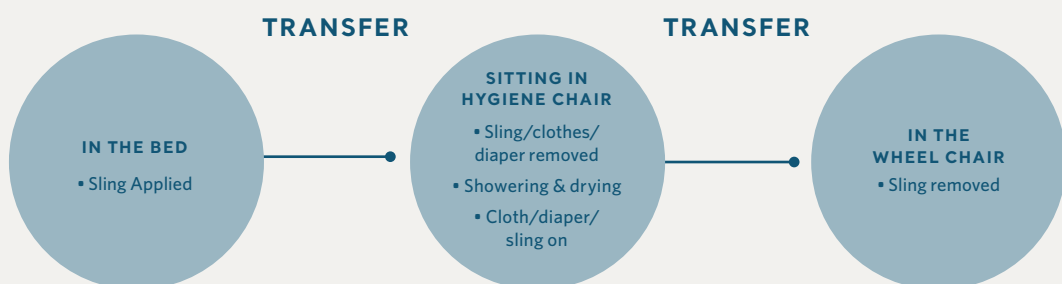 TRANSFER
TRANSFER
IN THE BED
▪ Sling Applied
SITTING IN
HYGIENE CHAIR
▪ Sling/clothes/
diaper removed
▪ Showering & drying
▪ Cloth/diaper/
sling on
IN THE
WHEEL CHAIR
▪ Sling removed